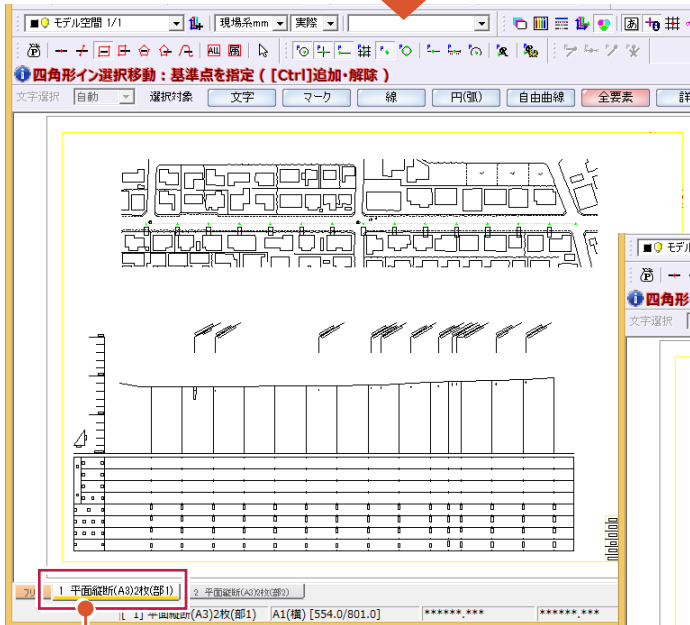 モデル空間 1/1 現場系mm 実際
四角形イン選択移動:基準点を指定 ( [Ctrl]追加・解除 )
文字選択 自動 選択対象 文字 マーク 線 円(弧) 自由曲線 全要素 詳
モデル
四角形
文字選択
フリ 1 平面縦断(A3)2枚(部1) 2 平面縦断(A3)2枚(部2)
[ 1] 平面縦断(A3)2枚(部1) A1(横) [554.0/801.0] ******.*** ******.***